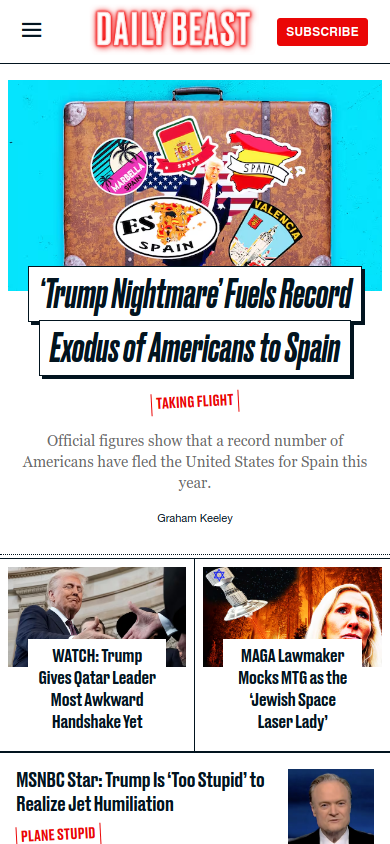 DAILY BEAST
SUBSCRIBE
MARBELLA
SPAIN
SPAIN
ES
SPAIN
VALENCIA
‘Trump Nightmare’ Fuels Record
Exodus of Americans to Spain
TAKING FLIGHT
Official figures show that a record number of
Americans have fled the United States for Spain this
year.
Graham Keeley
WATCH: Trump
Gives Qatar Leader
Most Awkward
Handshake Yet
MAGA Lawmaker
Mocks MTG as the
‘Jewish Space
Laser Lady’
MSNBC Star: Trump Is ‘Too Stupid’ to
Realize Jet Humiliation
PLANE STUPID